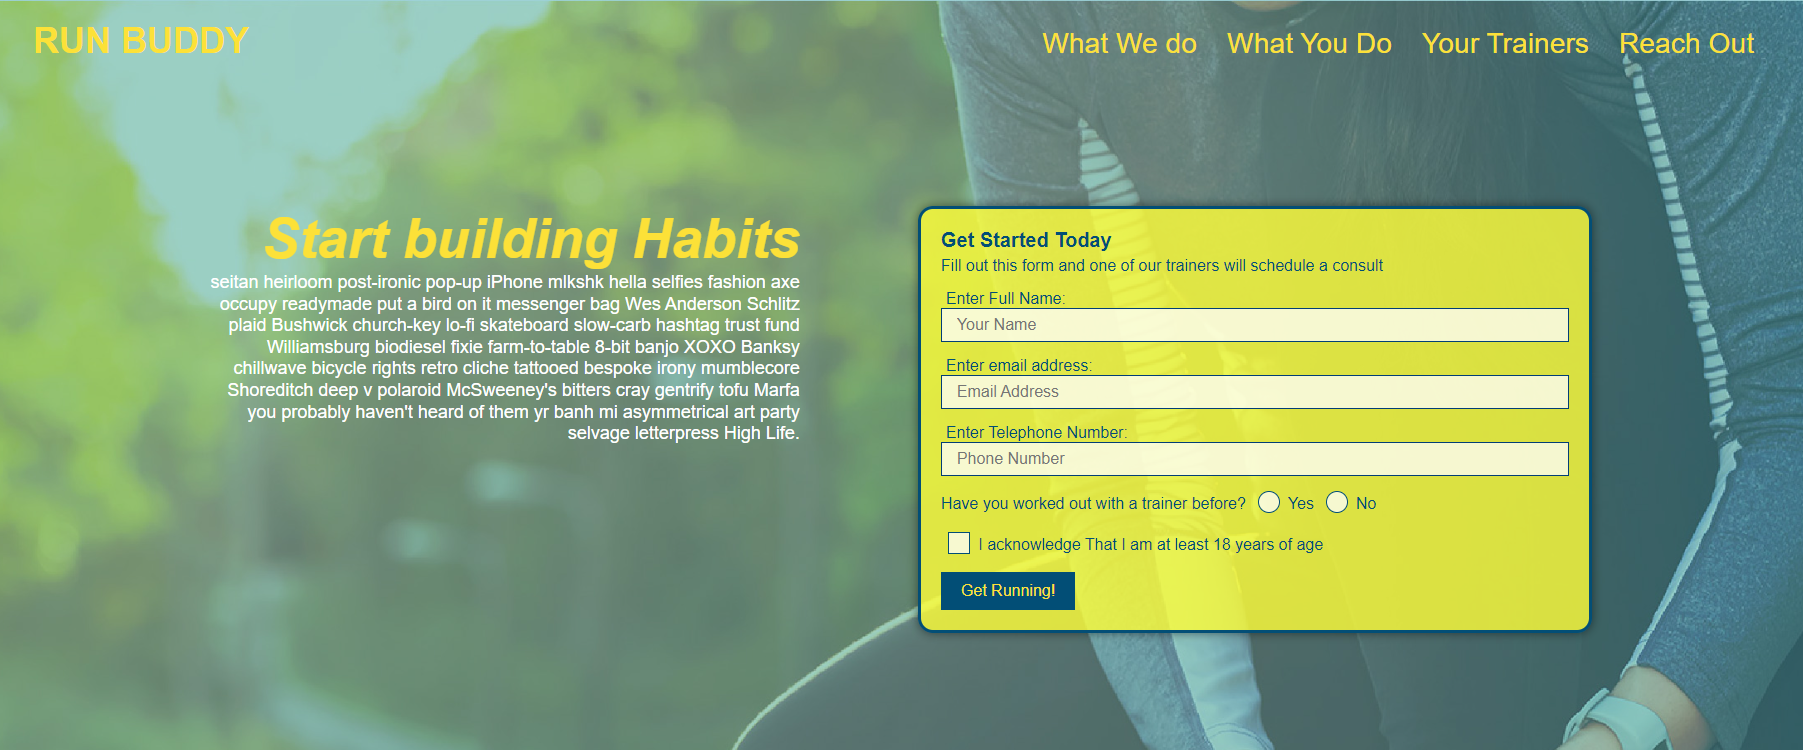 RUN BUDDY
What We do
What You Do
Your Trainers
Reach Out
Start building Habits
seitan heirloom post-ironic pop-up iPhone mlkshk hella selfies fashion axe
occupy readymade put a bird on it messenger bag Wes Anderson Schlitz
plaid Bushwick church-key lo-fi skateboard slow-carb hashtag trust fund
Williamsburg biodiesel fixie farm-to-table 8-bit banjo XOXO Banksy
chillwave bicycle rights retro cliche tattooed bespoke irony mumblecore
Shoreditch deep v polaroid McSweeney's bitters cray gentrify tofu Marfa
you probably haven't heard of them yr banh mi asymmetrical art party
selvage letterpress High Life.
Get Started Today
Fill out this form and one of our trainers will schedule a consult
Enter Full Name:
Your Name
Enter email address:
Email Address
Enter Telephone Number:
Phone Number
Have you worked out with a trainer before? Yes No
I acknowledge That I am at least 18 years of age
Get Running!